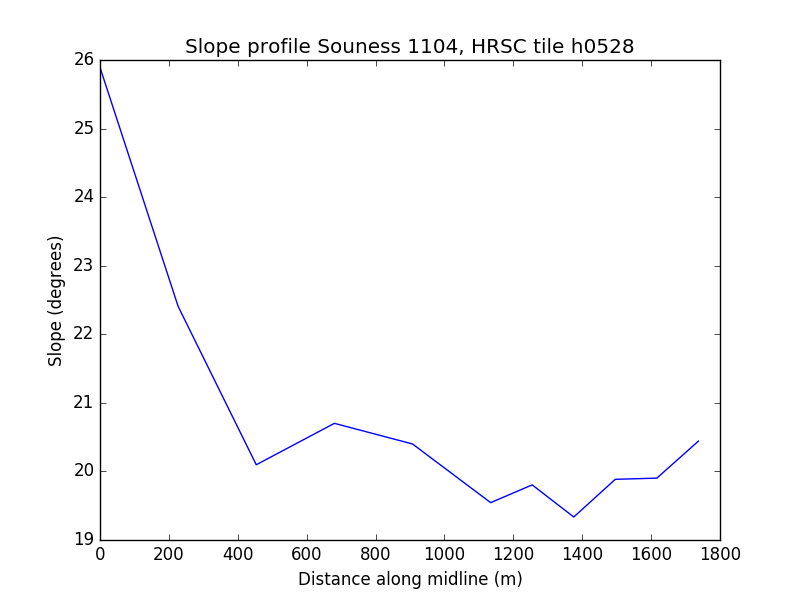 Slope profile Souness 1104, HRSC tile h0528
26
25
24
23
22
21
20
19
Slope (degrees)
0 200 400 600 800 1000 1200 1400 1600 1800
Distance along midline (m)